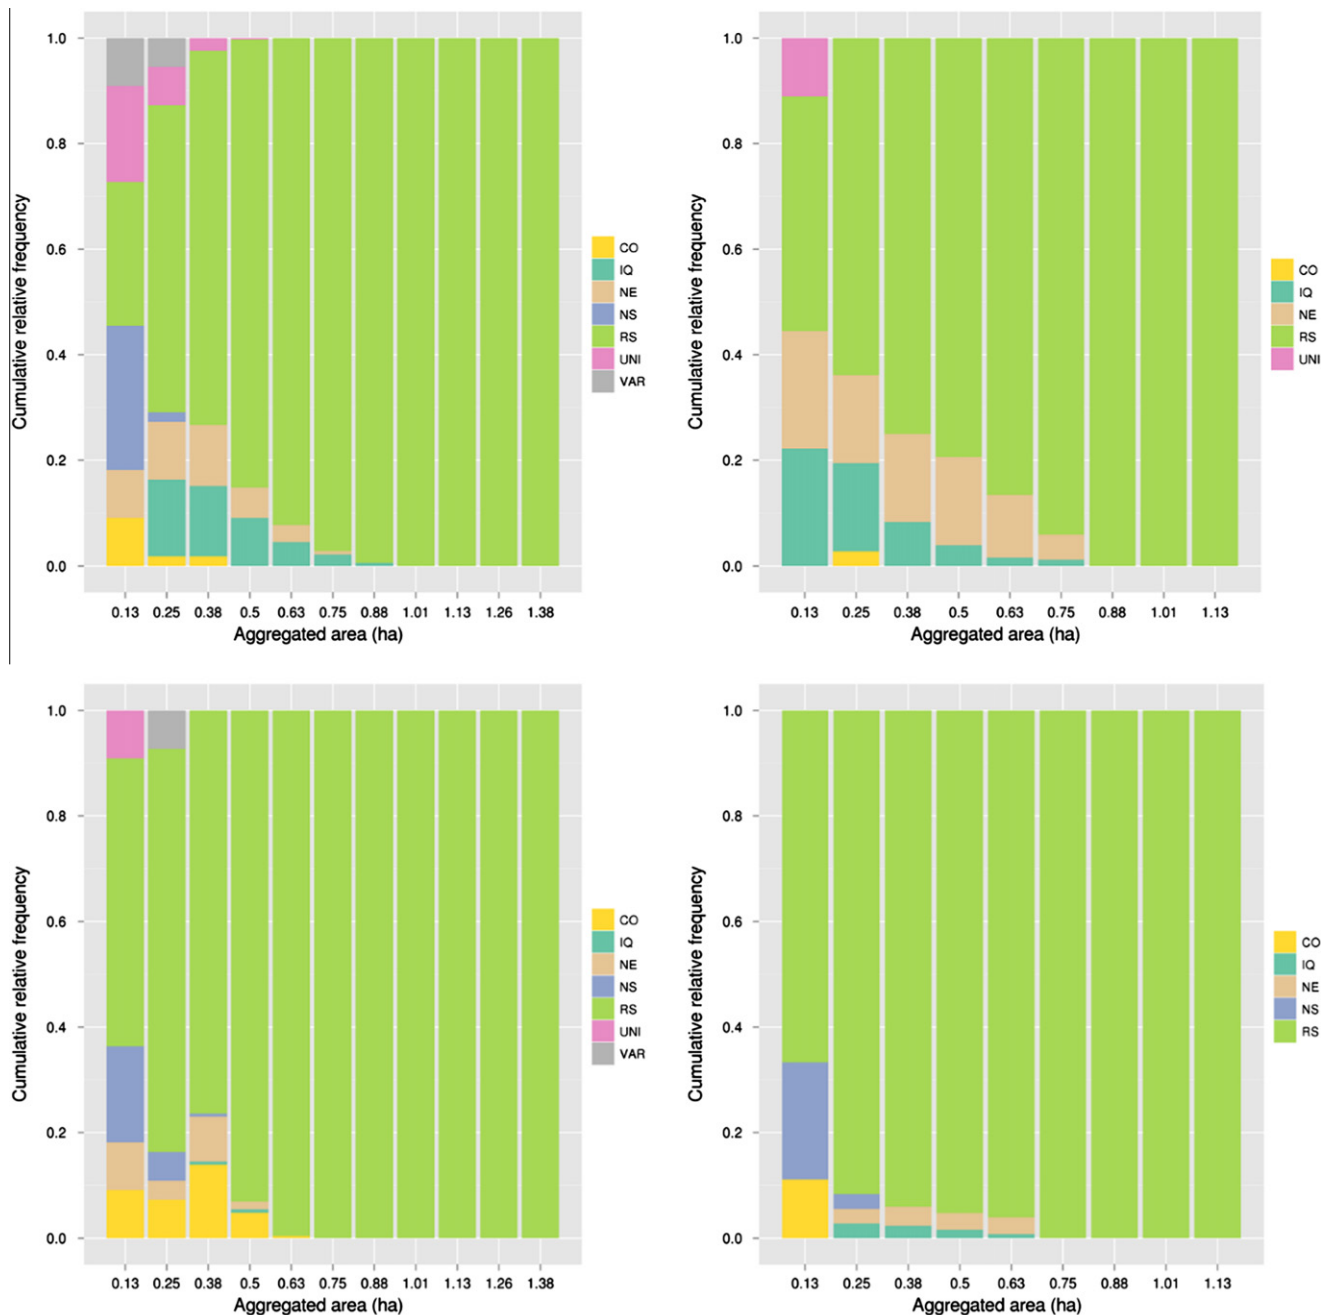 1.0
0.8
0.6
0.4
0.2
0.0
Cumulative relative frequency
0.13 0.25 0.38 0.5 0.63 0.75 0.88 1.01 1.13 1.26 1.38
Aggregated area (ha)
CO
IQ
NE
NS
RS
UNI
VAR
1.0
0.8
0.6
0.4
0.2
0.0
Cumulative relative frequency
0.13 0.25 0.38 0.5 0.63 0.75 0.88 1.01 1.13
Aggregated area (ha)
CO
IQ
NE
RS
UNI
1.0
0.8
0.6
0.4
0.2
0.0
Cumulative relative frequency
0.13 0.25 0.38 0.5 0.63 0.75 0.88 1.01 1.13 1.26 1.38
Aggregated area (ha)
CO
IQ
NE
NS
RS
UNI
VAR
1.0
0.8
0.6
0.4
0.2
0.0
Cumulative relative frequency
0.13 0.25 0.38 0.5 0.63 0.75 0.88 1.01 1.13
Aggregated area (ha)
CO
IQ
NE
NS
RS